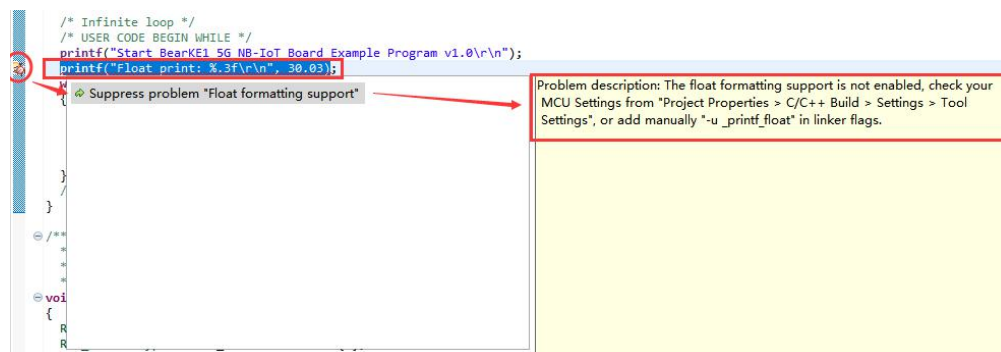 /* Infinite loop */
/* USER CODE BEGIN WHILE */
printf("Start BearKE1 5G NB-IoT Board Example Program v1.0\r\n");
printf("Float print: %.3f\r\n", 30.03);
Suppress problem "Float formatting support"
Problem description: The float formatting support is not enabled, check your
MCU Settings from "Project Properties > C/C++ Build > Settings > Tool
Settings", or add manually "-u _printf_float" in linker flags.
{
}
/
}
/**
*
*
*
voi
{
R
R